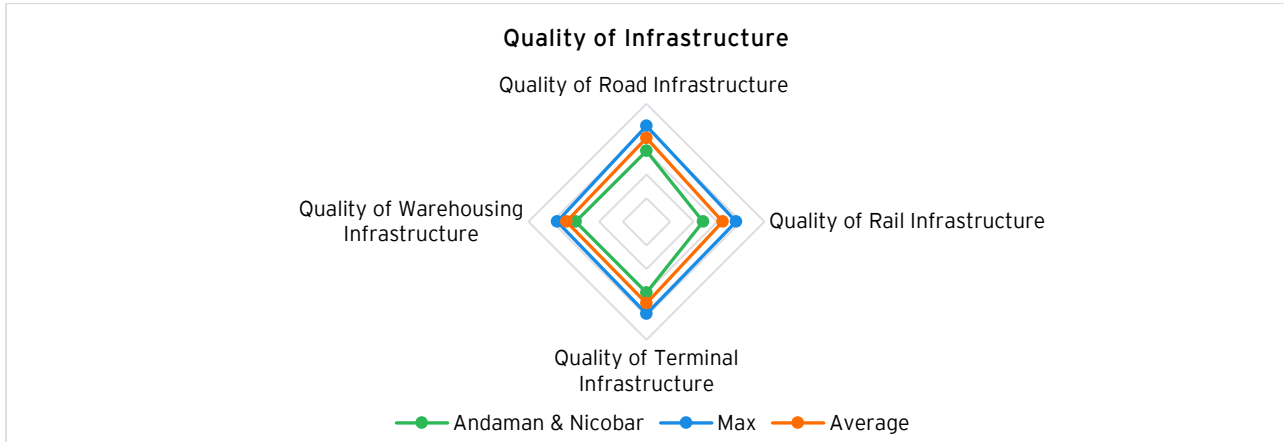 Quality of Infrastructure
Quality of Road Infrastructure
Quality of Warehousing
Infrastructure
Quality of Rail Infrastructure
Quality of Terminal
Infrastructure
Andaman & Nicobar Max Average